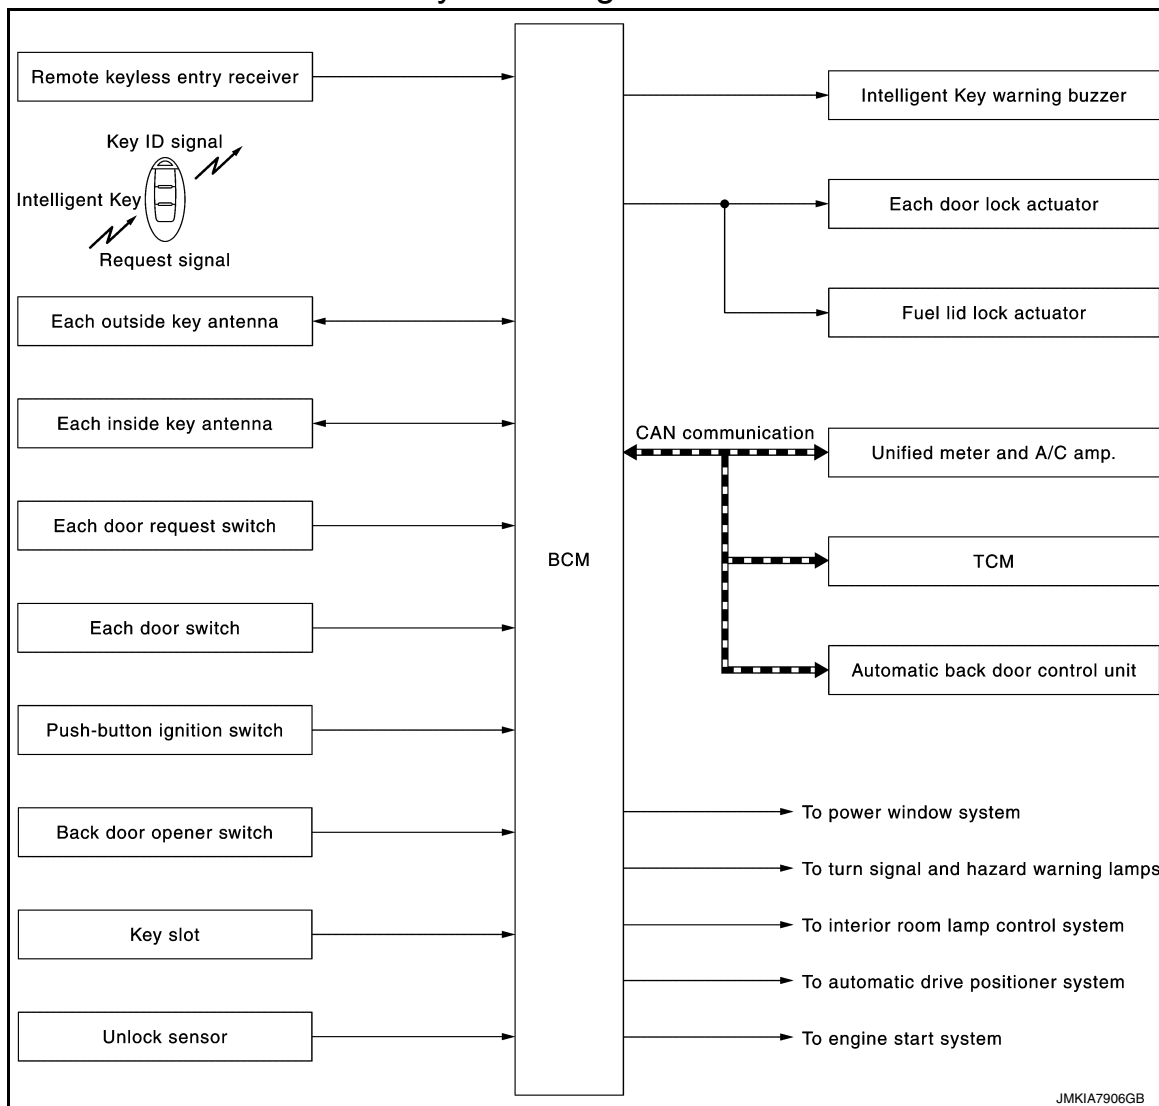 Remote keyless entry receiver
Key ID signal
Intelligent Key
Request signal
Each outside key antenna
Each inside key antenna
Each door request switch
Each door switch
Push-button ignition switch
Back door opener switch
Key slot
Unlock sensor
BCM
Intelligent Key warning buzzer
Each door lock actuator
Fuel lid lock actuator
CAN communication
Unified meter and A/C amp.
TCM
Automatic back door control unit
To power window system
To turn signal and hazard warning lamps
To interior room lamp control system
To automatic drive positioner system
To engine start system
JMKIA7906GB